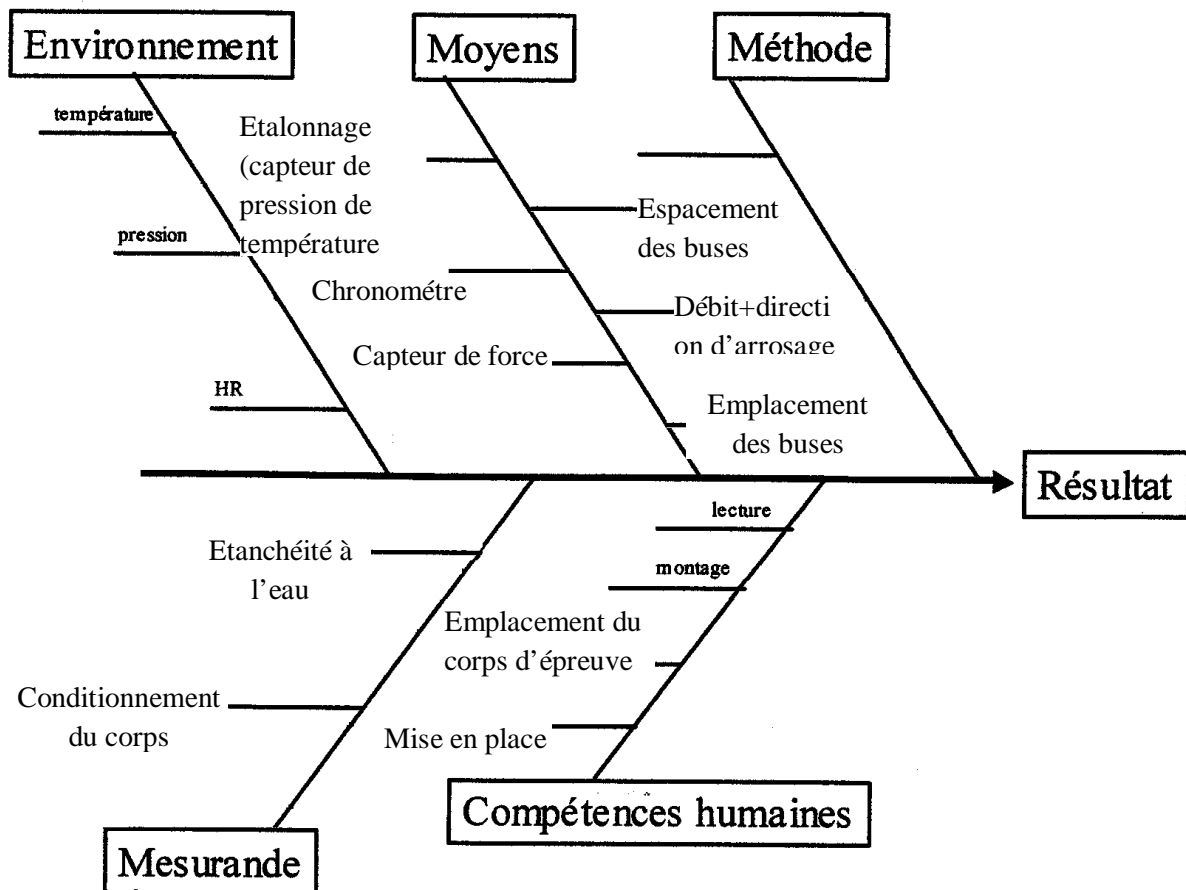 Environnement
Moyens
Méthode
température
pression
HR
Etalonnage
(capteur de
pression de
température
Chronométre
Capteur de force
Espacement
des buses
Débit+directi
on d’arrosage
Emplacement
des buses
Résultat
Etanchéité à
l’eau
Conditionnement
du corps
Mesurande
lecture
montage
Emplacement du
corps d’épreuve
Mise en place
Compétences humaines